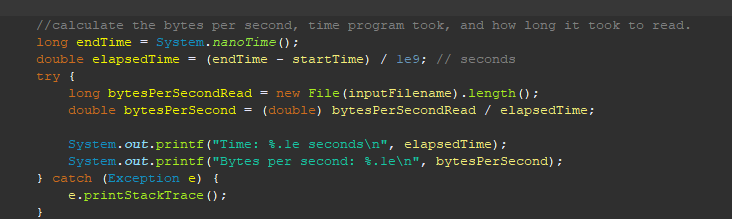 //calculate the bytes per second, time program took, and how long it took to read.
long endTime = System.nanoTime();
double elapsedTime = (endTime - startTime) / 1e9; // seconds
try {
long bytesPerSecondRead = new File(inputFilename).length();
double bytesPerSecond = (double) bytesPerSecondRead / elapsedTime;
System.out.printf("Time: %.1e seconds\n", elapsedTime);
System.out.printf("Bytes per second: %.1e\n", bytesPerSecond);
} catch (Exception e) {
e.printStackTrace();
}